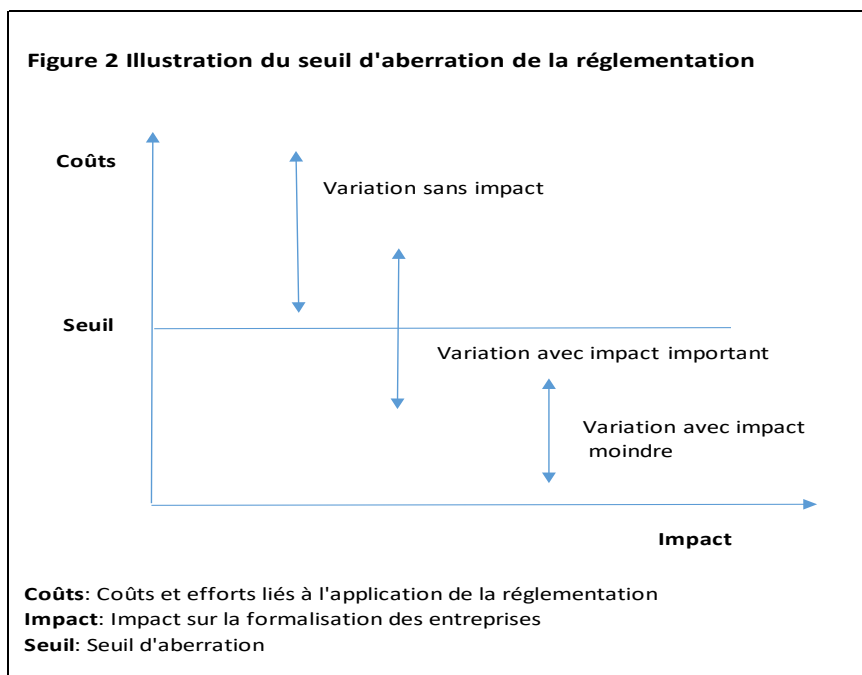 Figure 2 Illustration du seuil d'aberration de la réglementation
Coûts
Variation sans impact
Seuil
Variation avec impact important
Variation avec impact
moindre
Impact
Coûts: Coûts et efforts liés à l'application de la réglementation
Impact: Impact sur la formalisation des entreprises
Seuil: Seuil d'aberration